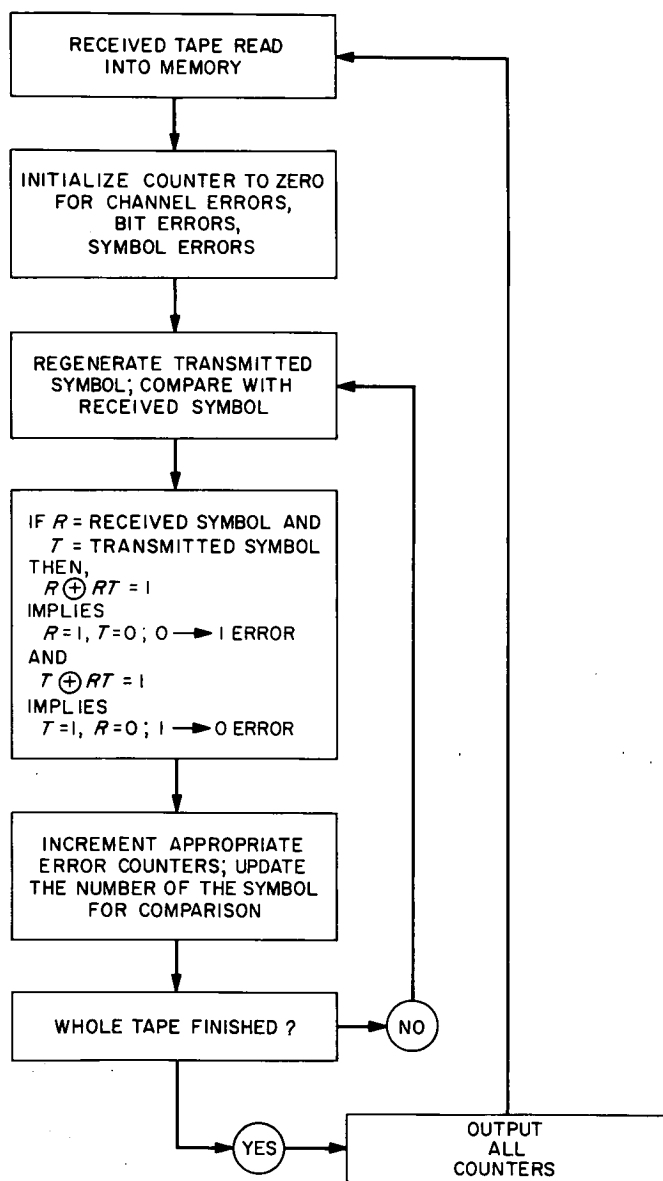 RECEIVED TAPE READ
INTO MEMORY
INITIALIZE COUNTER TO ZERO
FOR CHANNEL ERRORS,
BIT ERRORS,
SYMBOL ERRORS
REGENERATE TRANSMITTED
SYMBOL; COMPARE WITH
RECEIVED SYMBOL
IF R = RECEIVED SYMBOL AND
T = TRANSMITTED SYMBOL
THEN,
R ⊕ RT = 1
IMPLIES
R=1, T=0; 0 → 1 ERROR
AND
T ⊕ RT = 1
IMPLIES
T=1, R=0; 1 → 0 ERROR
INCREMENT APPROPRIATE
ERROR COUNTERS; UPDATE
THE NUMBER OF THE SYMBOL
FOR COMPARISON
WHOLE TAPE FINISHED ?
NO
YES
OUTPUT
ALL
COUNTERS